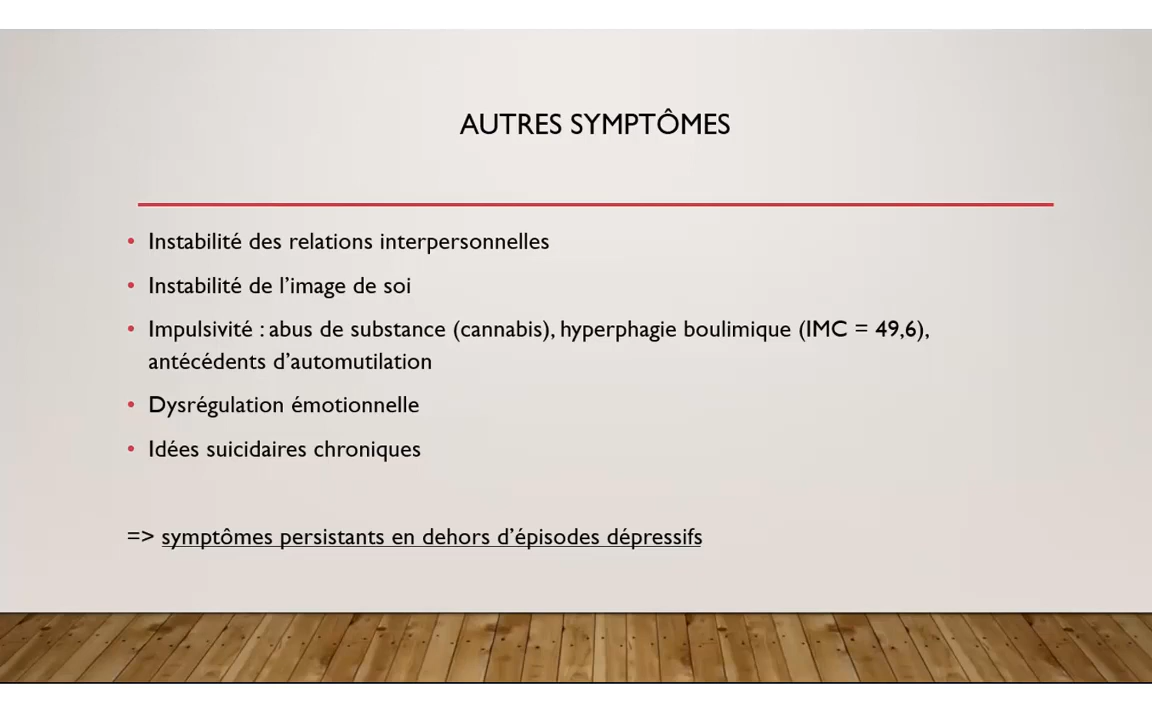 AUTRES SYMPTÔMES
• Instabilité des relations interpersonnelles
• Instabilité de l’image de soi
• Impulsivité : abus de substance (cannabis), hyperphagie boulimique (IMC = 49,6),
antécédents d’automutilation
• Dysrégulation émotionnelle
• Idées suicidaires chroniques
=> symptômes persistants en dehors d’épisodes dépressifs